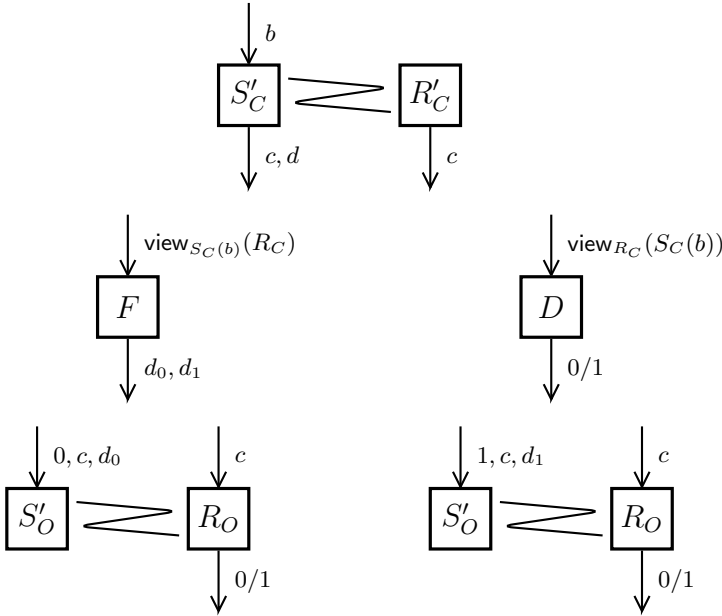 b
S′_C R′_C
c, d c
view_{S_C(b)}(R_C) view_{R_C}(S_C(b))
F D
d_0, d_1 0/1
0, c, d_0 c 1, c, d_1 c
S′_O R_O S′_O R_O
0/1 0/1